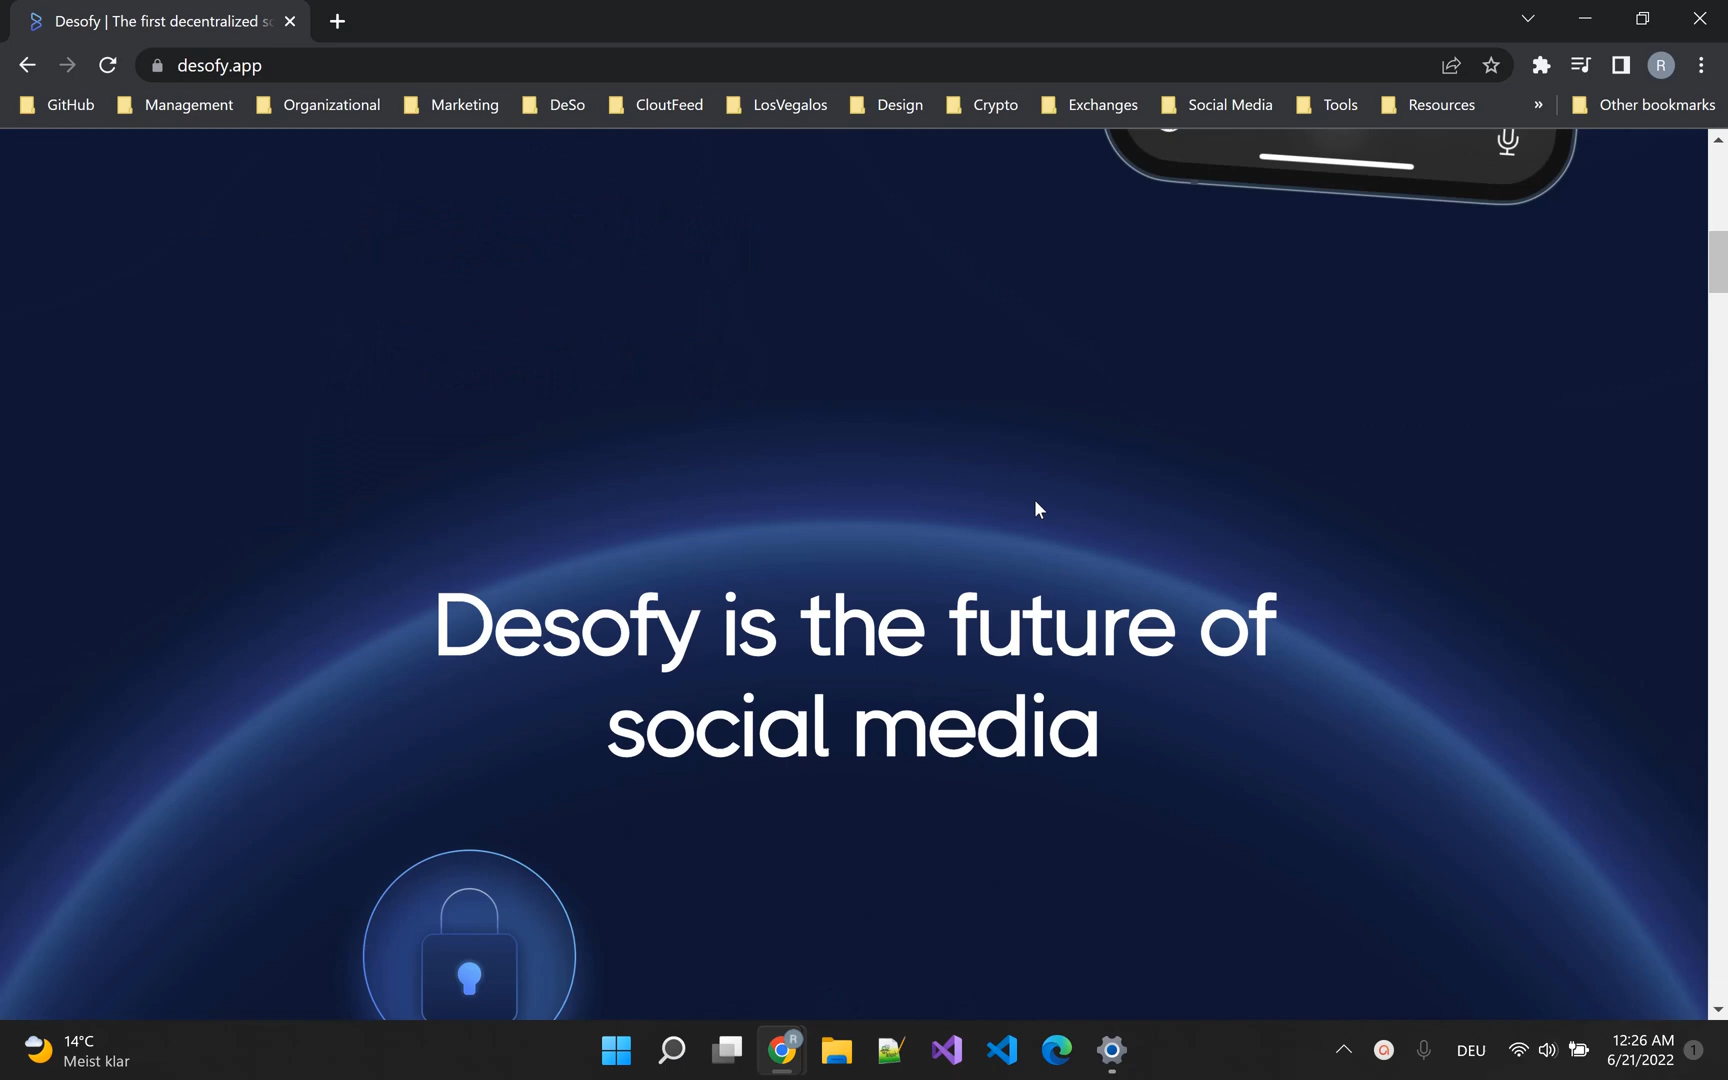 Desofy | The first decentralized so
desofy.app
R
GitHub
Management
Organizational
Marketing
DeSo
CloutFeed
LosVegalos
Design
Crypto
Exchanges
Social Media
Tools
Resources
»
Other bookmarks
Desofy is the future of
social media
14°C
Meist klar
R
DEU
12:26 AM
6/21/2022
1